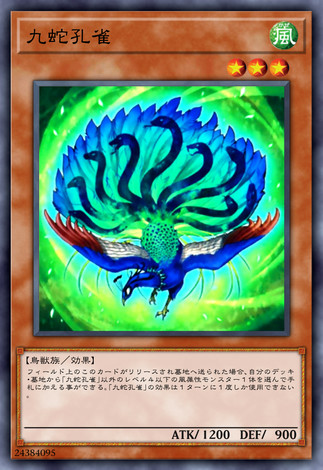 九蛇孔雀
風
【鳥獣族／効果】
フィールド上のこのカードがリリースされ墓地へ送られた場合、自分のデッキ
・墓地から「九蛇孔雀」以外のレベル４以下の風属性モンスター１体を選んで手
札に加える事ができる。「九蛇孔雀」の効果は１ターンに１度しか使用できない
。
ATK/ 1200 DEF/ 900
24384095